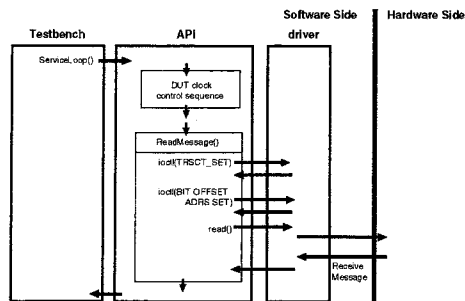 Software Side
Hardware Side
Testbench
API
driver
ServiceLoop()
DUT clock
control sequence
ReadMessage()
ioctl(TRSCT_SET)
ioctl(BIT OFFSET
ADRS SET)
read()
Receive
Message